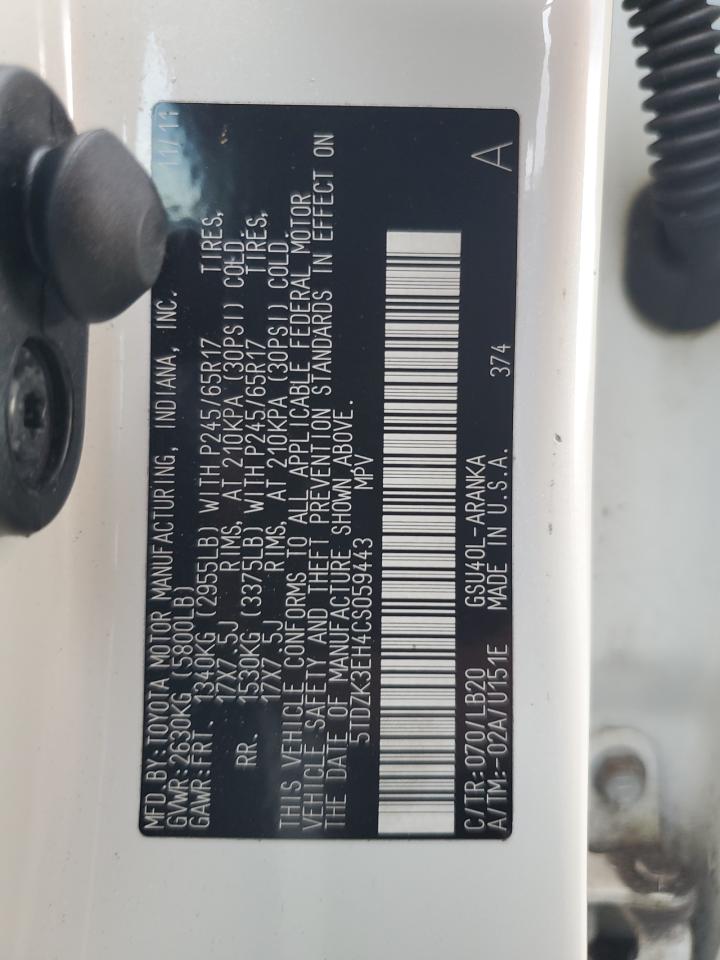 MFD.BY:TOYOTA MOTOR MANUFACTURING, INDIANA, INC. 11/11
GVWR:2630KG (5800LB)
GAWR:FRT. 1340KG (2955LB) WITH P245/65R17 TIRES,
17X7.5J RIMS, AT 210KPA (30PSI) COLD.
RR. 1530KG (3375LB) WITH P245/65R17 TIRES,
17X7.5J RIMS, AT 210KPA (30PSI) COLD.
THIS VEHICLE CONFORMS TO ALL APPLICABLE FEDERAL MOTOR
VEHICLE SAFETY AND THEFT PREVENTION STANDARDS IN EFFECT ON
THE DATE OF MANUFACTURE SHOWN ABOVE.
5TDZK3EH4CS059443 MPV
C/TR:070/LB20 GSU40L-ARANKA
A/TM:-02A/U151E MADE IN U.S.A. 374 A